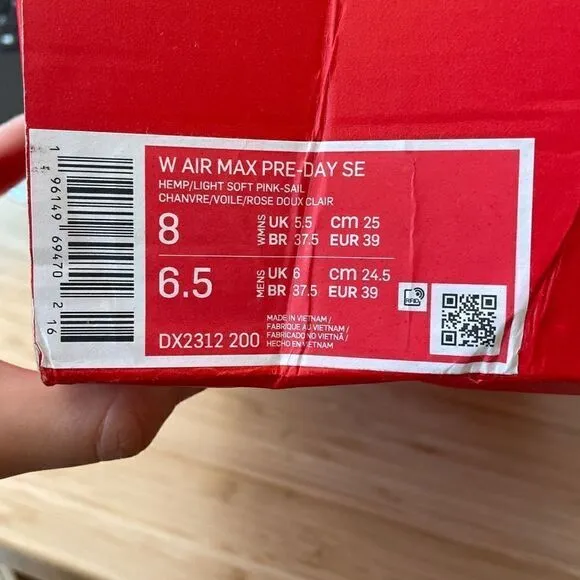 W AIR MAX PRE-DAY SE
HEMP/LIGHT SOFT PINK-SAIL
CHANVRE/VOILE/ROSE DOUX CLAIR
8 WMNS UK 5.5 CM 25
BR 37.5 EUR 39
6.5 MENS UK 6 CM 24.5
BR 37.5 EUR 39
RFID
DX2312 200
MADE IN VIETNAM /
FABRIQUE AU VIETNAM /
FABRICADO NO VIETNÃ /
HECHO EN VIETNAM
1 96149 69470 2 16